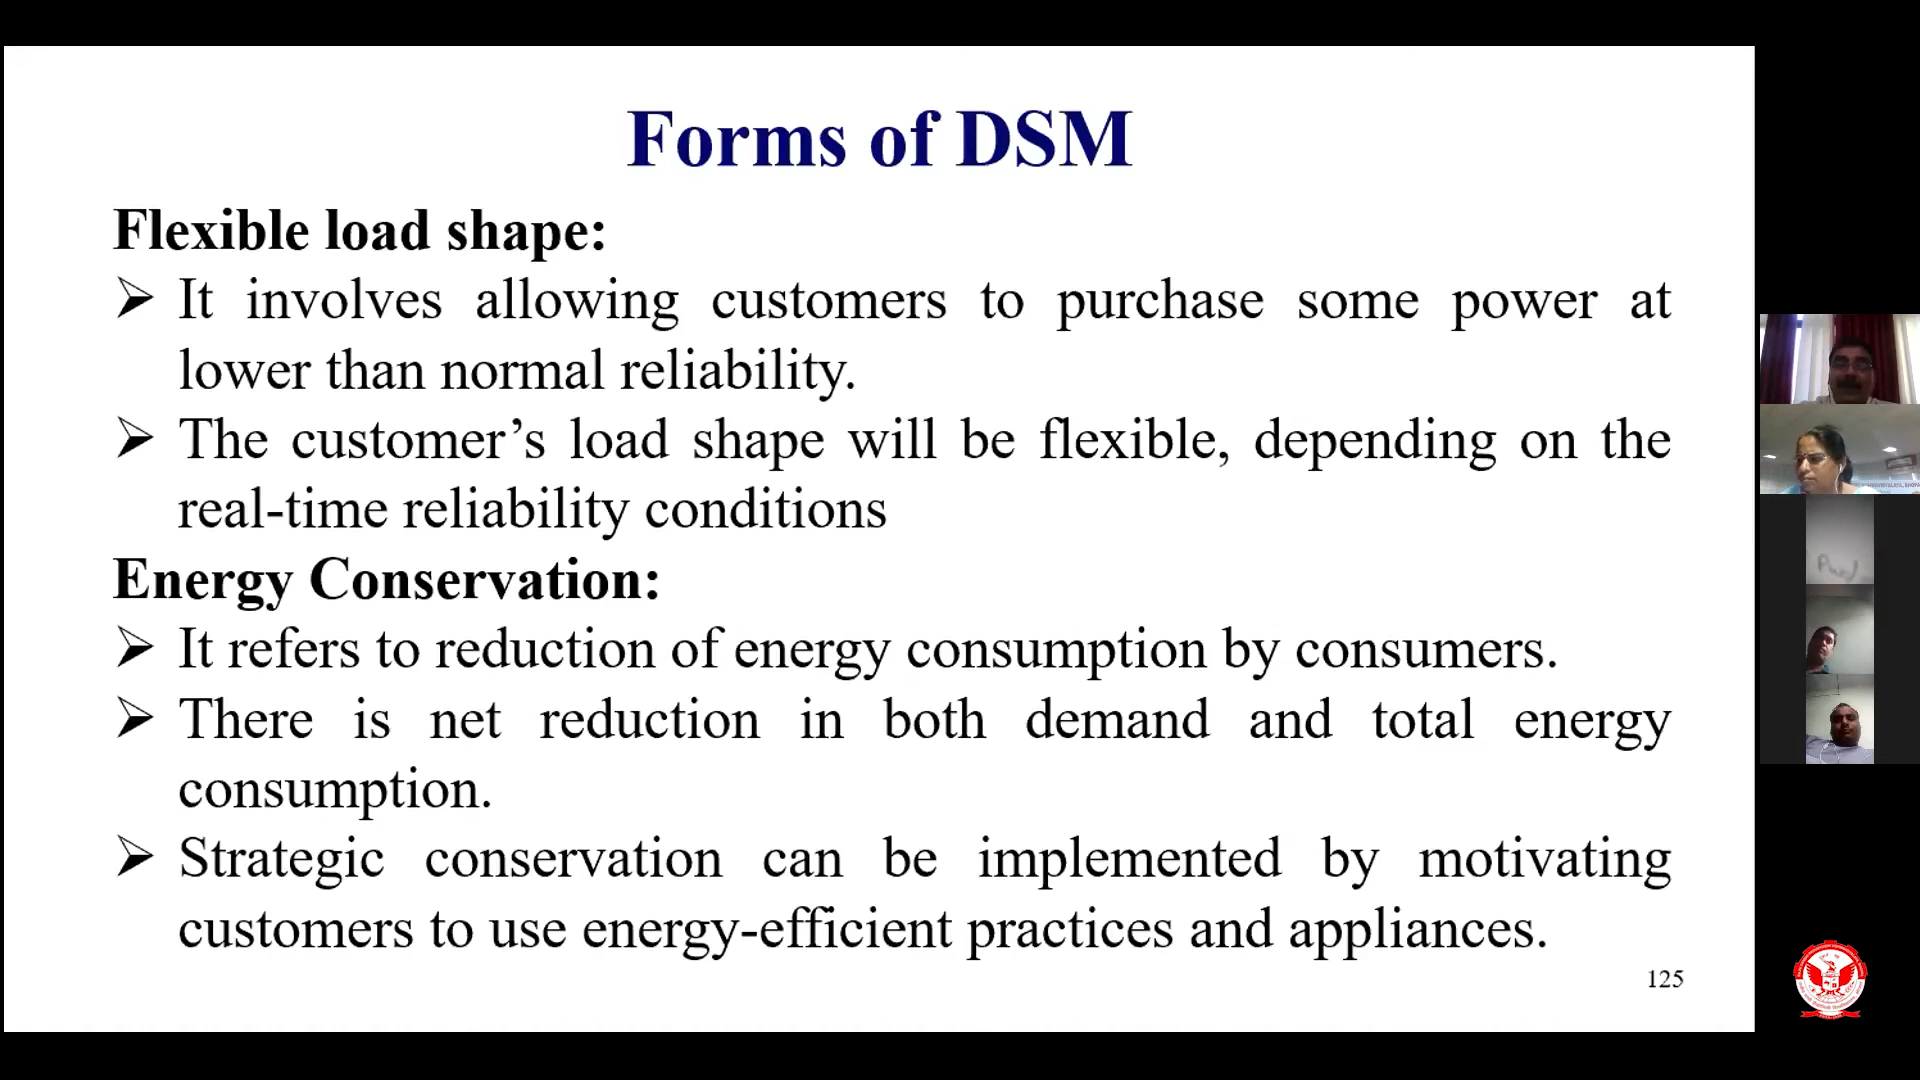 Forms of DSM
Flexible load shape:
➢ It involves allowing customers to purchase some power at
lower than normal reliability.
➢ The customer’s load shape will be flexible, depending on the
real-time reliability conditions
Energy Conservation:
➢ It refers to reduction of energy consumption by consumers.
➢ There is net reduction in both demand and total energy
consumption.
➢ Strategic conservation can be implemented by motivating
customers to use energy-efficient practices and appliances.
125